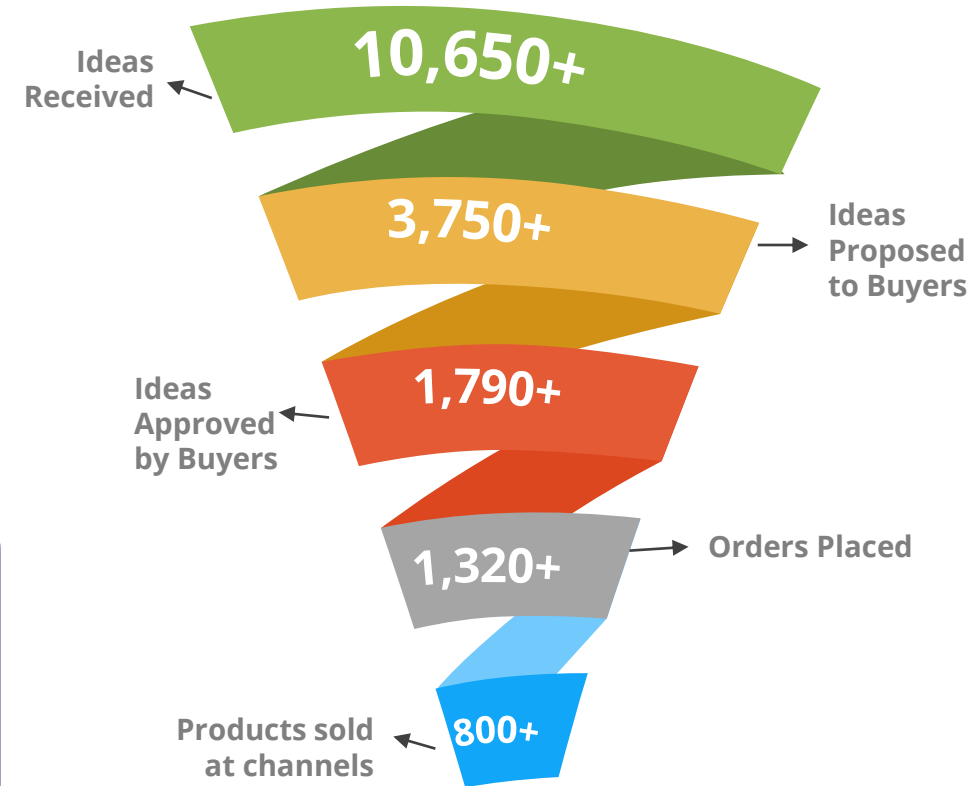 10,650+
Ideas
Received
3,750+
Ideas
Proposed
to Buyers
1,790+
Ideas
Approved
by Buyers
1,320+
Orders Placed
800+
Products sold
at channels